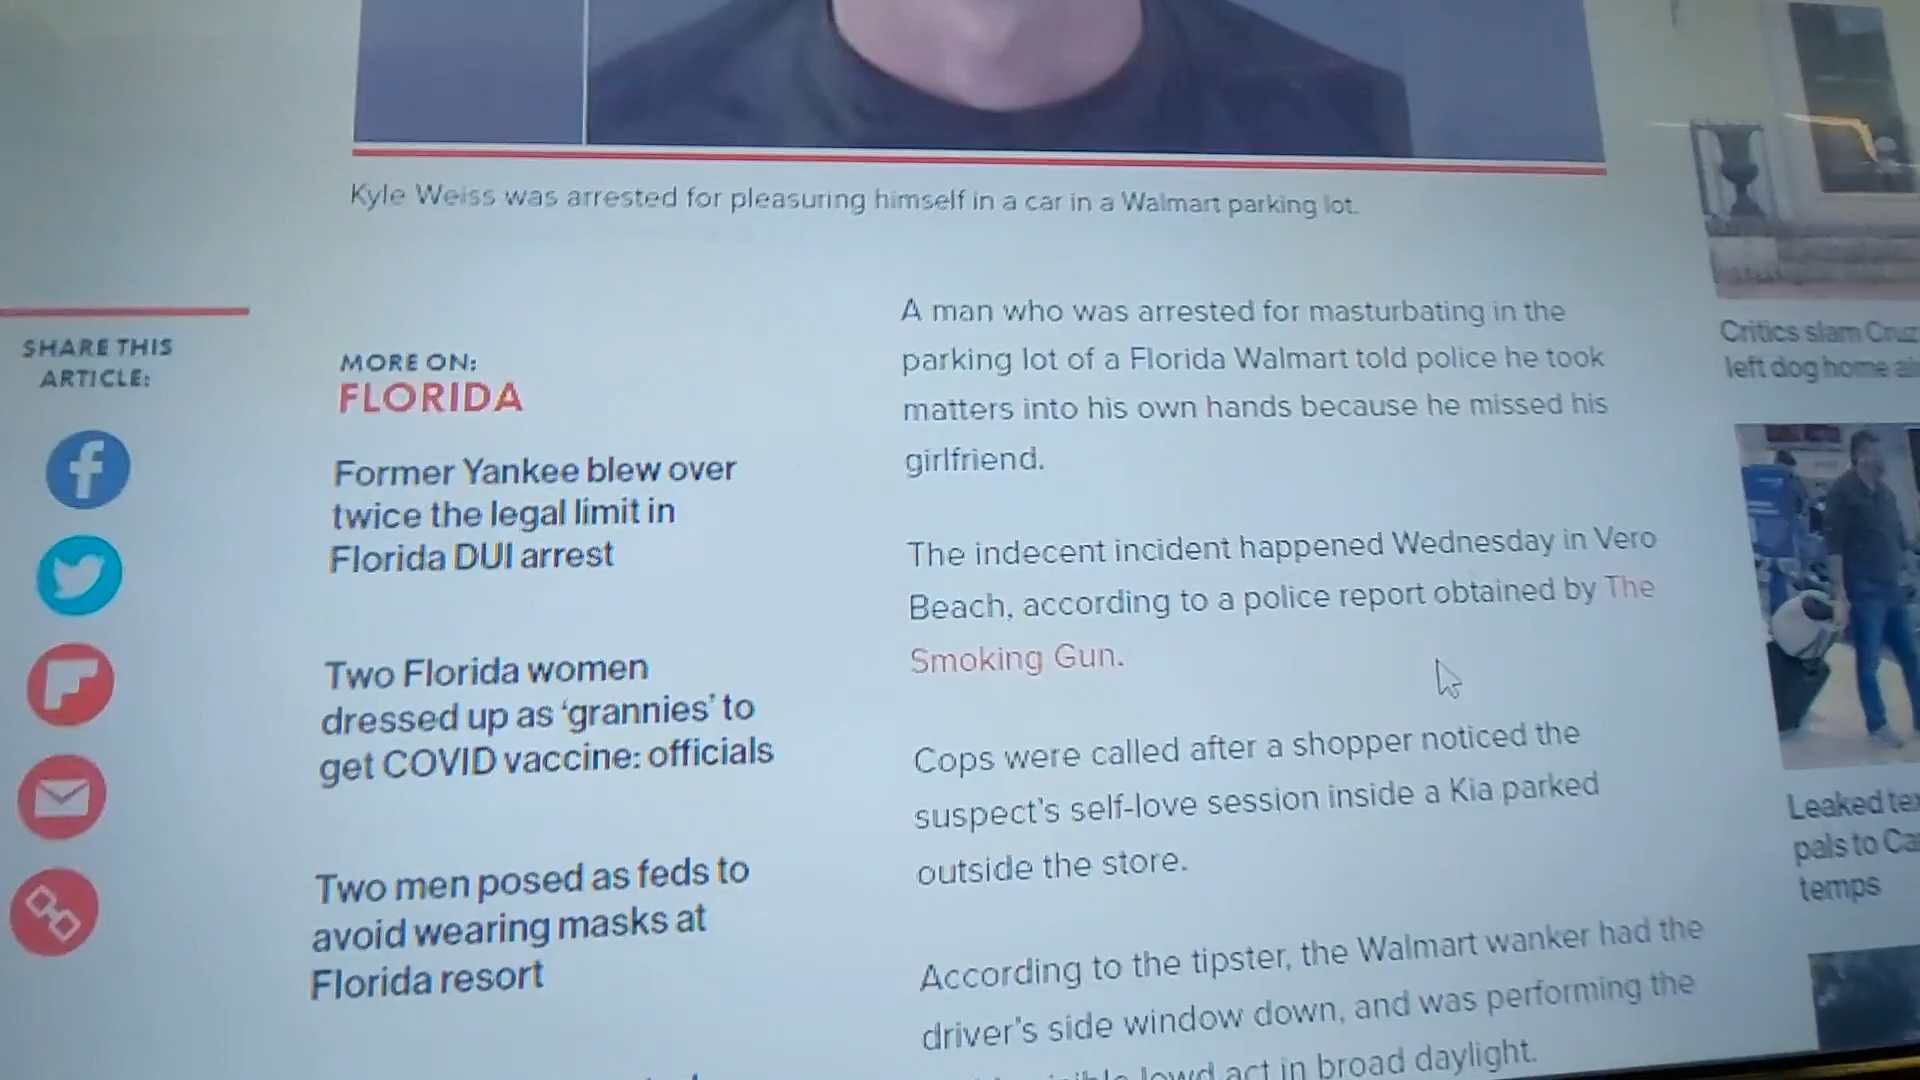 Kyle Weiss was arrested for pleasuring himself in a car in a Walmart parking lot.
SHARE THIS
ARTICLE:
MORE ON:
FLORIDA
Former Yankee blew over
twice the legal limit in
Florida DUI arrest
Two Florida women
dressed up as ‘grannies’ to
get COVID vaccine: officials
Two men posed as feds to
avoid wearing masks at
Florida resort
A man who was arrested for masturbating in the
parking lot of a Florida Walmart told police he took
matters into his own hands because he missed his
girlfriend.
The indecent incident happened Wednesday in Vero
Beach, according to a police report obtained by The
Smoking Gun.
Cops were called after a shopper noticed the
suspect's self-love session inside a Kia parked
outside the store.
According to the tipster, the Walmart wanker had the
driver's side window down, and was performing the
lewd act in broad daylight.
Critics slam Cruz
left dog home
Leaked
pals to
temps